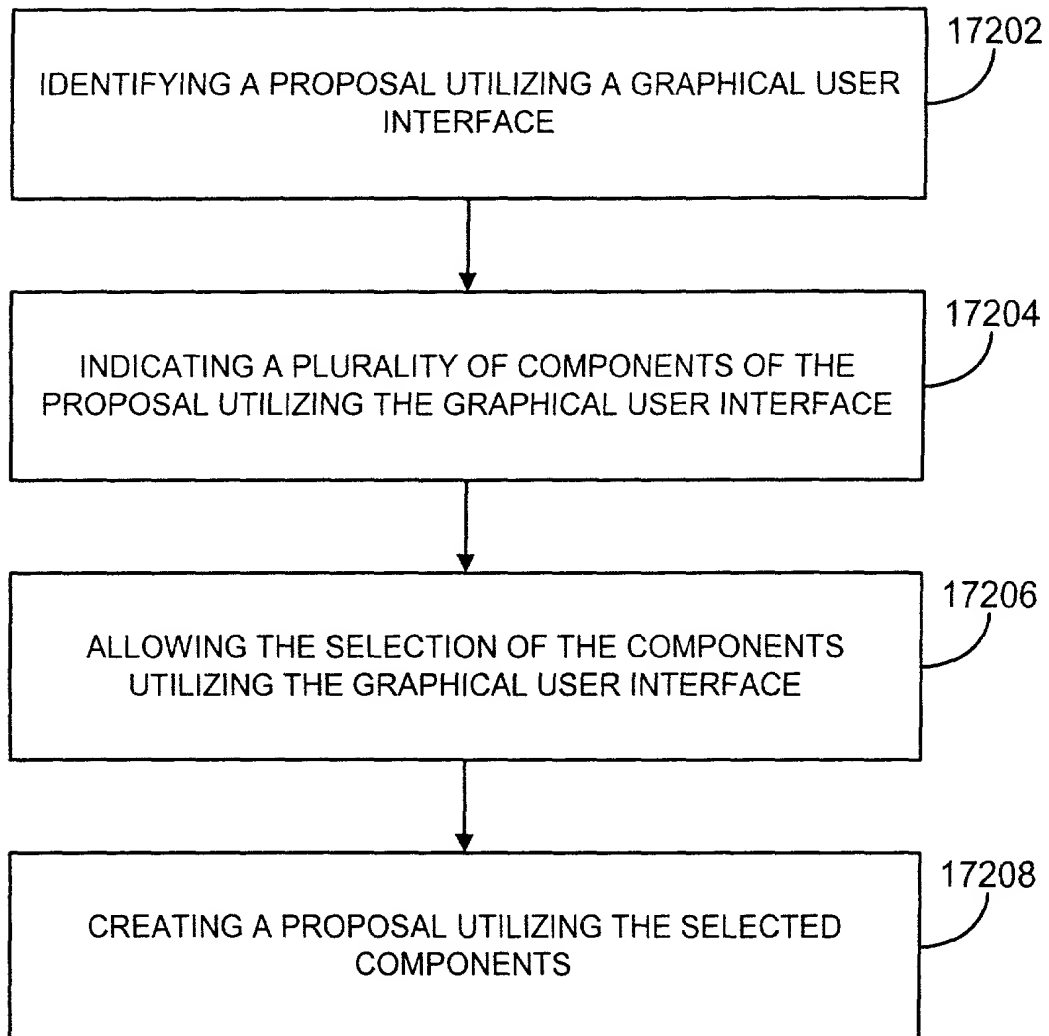 17202
IDENTIFYING A PROPOSAL UTILIZING A GRAPHICAL USER
INTERFACE
17204
INDICATING A PLURALITY OF COMPONENTS OF THE
PROPOSAL UTILIZING THE GRAPHICAL USER INTERFACE
17206
ALLOWING THE SELECTION OF THE COMPONENTS
UTILIZING THE GRAPHICAL USER INTERFACE
17208
CREATING A PROPOSAL UTILIZING THE SELECTED
COMPONENTS